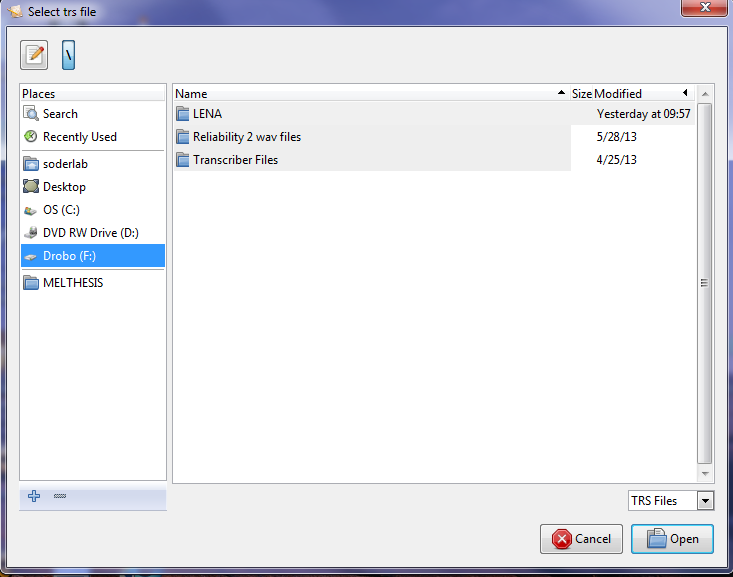 Select trs file
x
\
Places
Search
Recently Used
soderlab
Desktop
OS (C:)
DVD RW Drive (D:)
Drobo (F:)
MELTHESIS
Name Size Modified
LENA Yesterday at 09:57
Reliability 2 wav files 5/28/13
Transcriber Files 4/25/13
TRS Files
Cancel Open